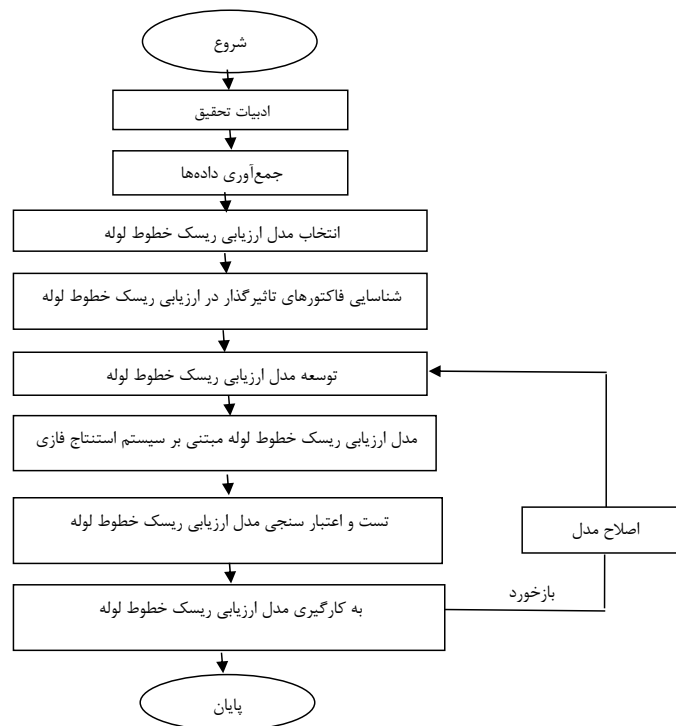 شروع
ادبیات تحقیق
جمع‌آوری داده‌ها
انتخاب مدل ارزیابی ریسک خطوط لوله
شناسایی فاکتورهای تاثیرگذار در ارزیابی ریسک خطوط لوله
توسعه مدل ارزیابی ریسک خطوط لوله
مدل ارزیابی ریسک خطوط لوله مبتنی بر سیستم استنتاج فازی
تست و اعتبار سنجی مدل ارزیابی ریسک خطوط لوله
اصلاح مدل
بازخورد
به کارگیری مدل ارزیابی ریسک خطوط لوله
پایان